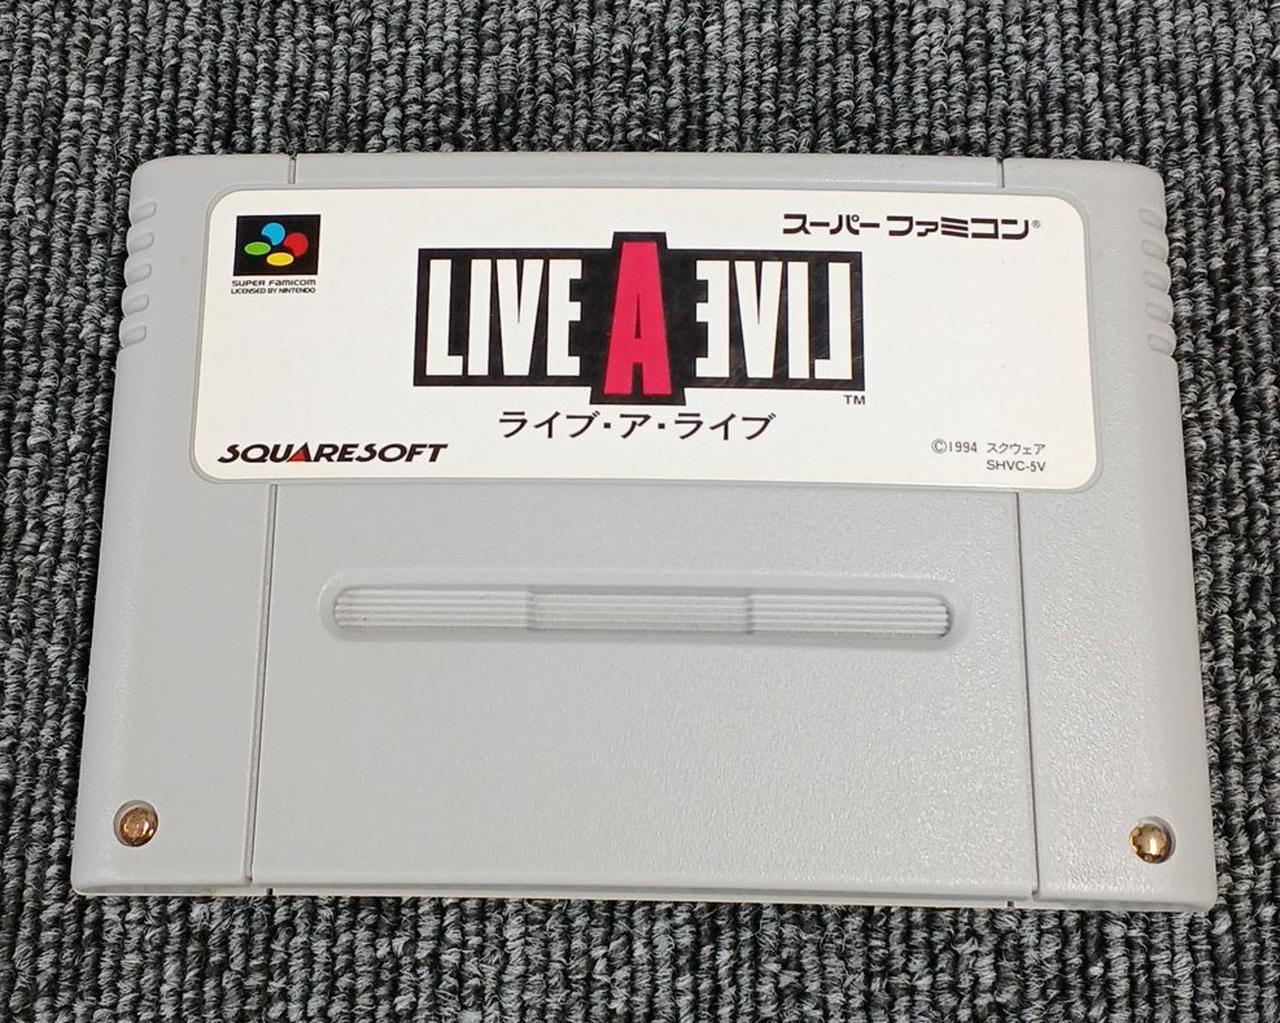 スーパーファミコン®
SUPER FAMICOM
LICENSED BY NINTENDO
LIVE A EVIL
TM
ライブ・ア・ライブ
SQUARESOFT
©1994 スクウェア
SHVC-5V